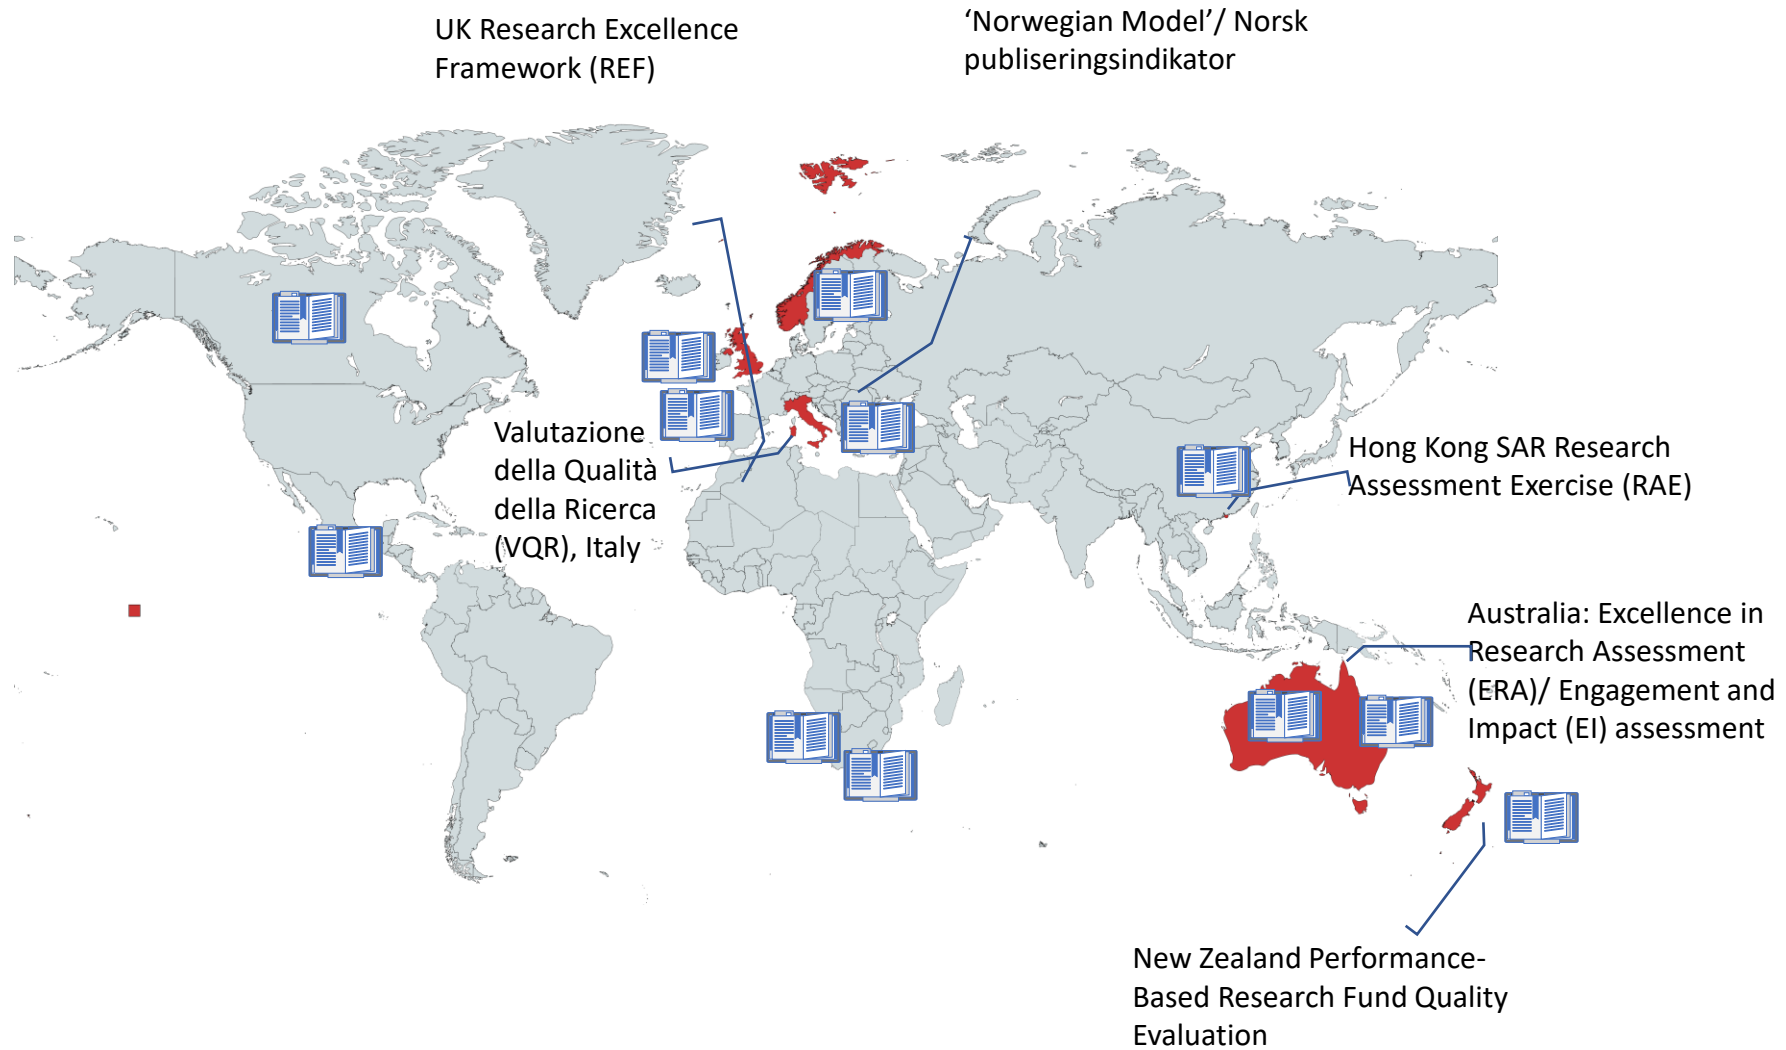 UK Research Excellence
Framework (REF)
‘Norwegian Model’/ Norsk
publiseringsindikator
Valutazione
della Qualità
della Ricerca
(VQR), Italy
Hong Kong SAR Research
Assessment Exercise (RAE)
Australia: Excellence in
Research Assessment
(ERA)/ Engagement and
Impact (EI) assessment
New Zealand Performance-
Based Research Fund Quality
Evaluation